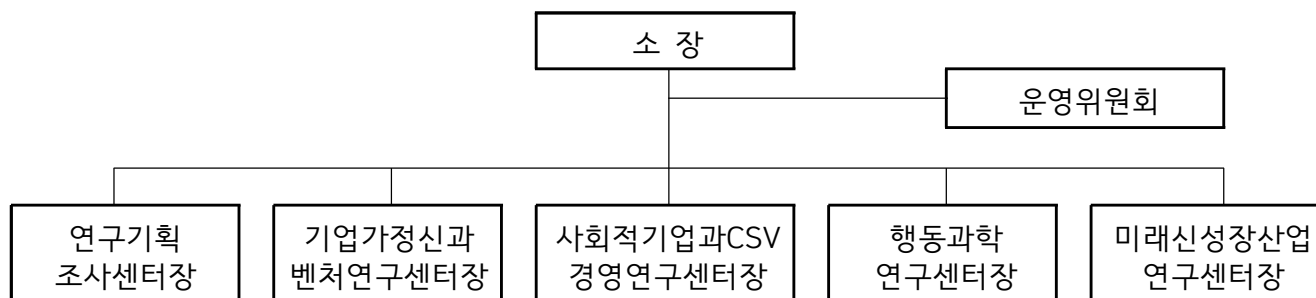 소 장
운영위원회
연구기획
조사센터장
기업가정신과
벤처연구센터장
사회적기업과CSV
경영연구센터장
행동과학
연구센터장
미래신성장산업
연구센터장